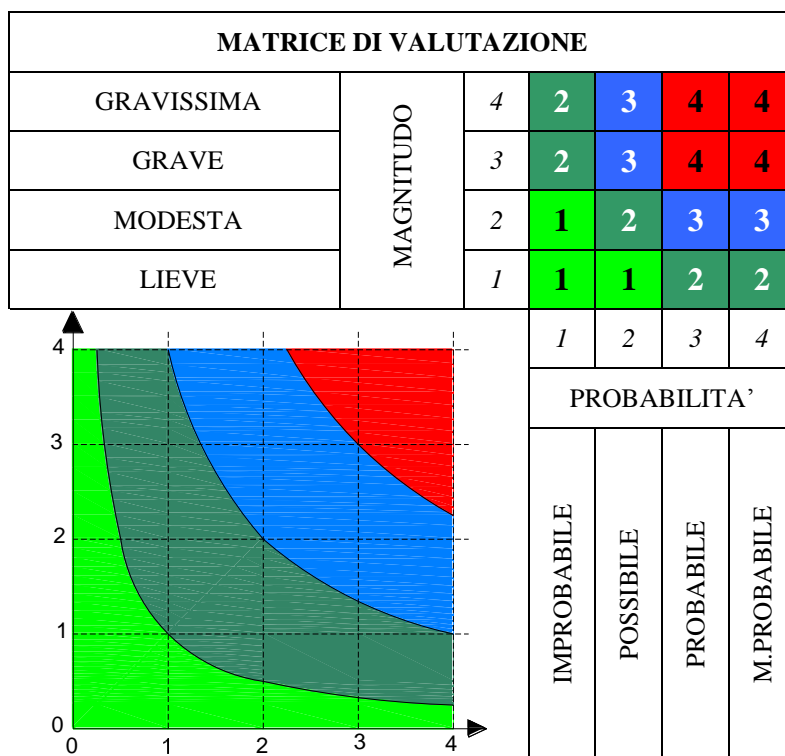 MATRICE DI VALUTAZIONE
GRAVISSIMA 4 2 3 4 4
GRAVE 3 2 3 4 4
MODESTA 2 1 2 3 3
LIEVE 1 1 1 2 2
MAGNITUDO
1 2 3 4
PROBABILITA’
IMPROBABILE
POSSIBILE
PROBABILE
M.PROBABILE
4
3
2
1
0
0 1 2 3 4